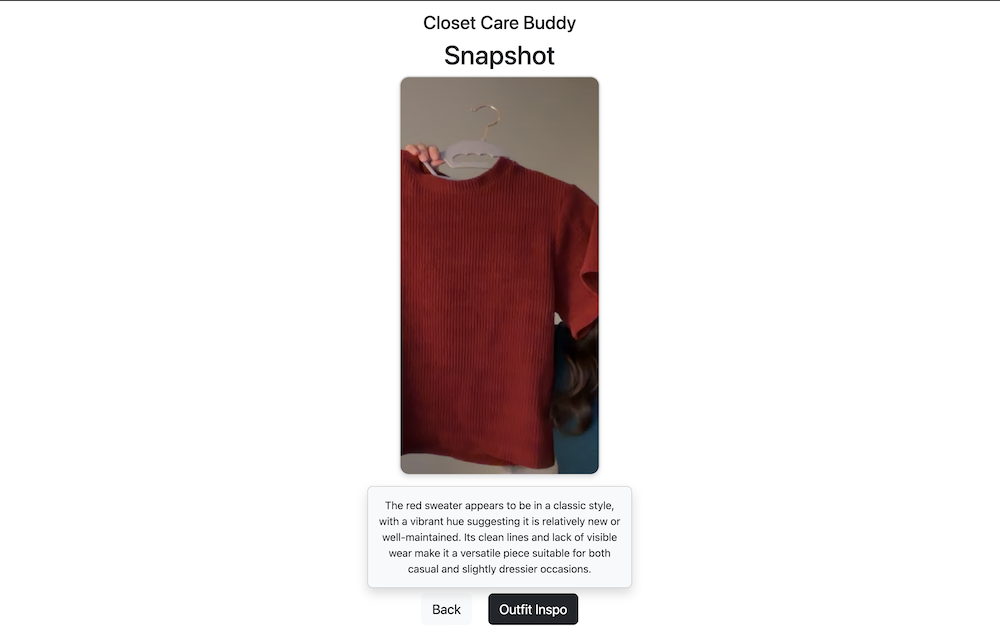 Closet Care Buddy
Snapshot
The red sweater appears to be in a classic style,
with a vibrant hue suggesting it is relatively new or
well-maintained. Its clean lines and lack of visible
wear make it a versatile piece suitable for both
casual and slightly dressier occasions.
Back
Outfit Inspo